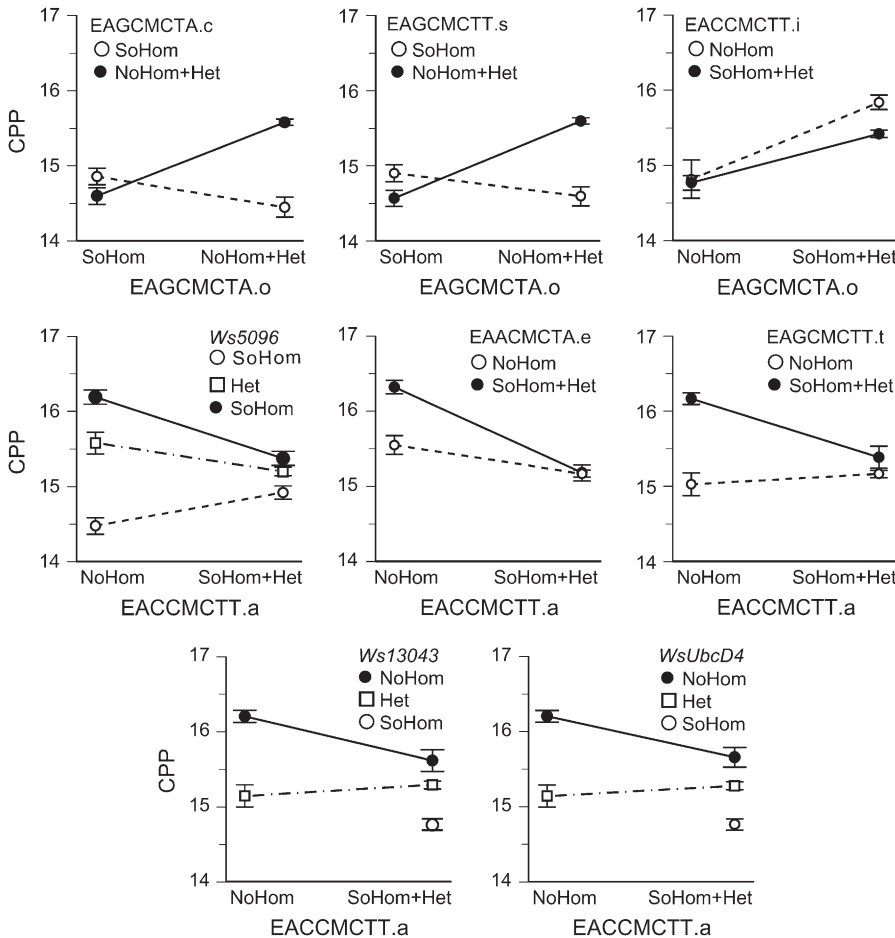 EAGCMCTA.c
SoHom
NoHom+Het
CPP
17
16
15
14
SoHom
NoHom+Het
EAGCMCTA.o
EAGCMCTT.s
SoHom
NoHom+Het
17
16
15
14
SoHom
NoHom+Het
EAGCMCTA.o
EACCMCTT.i
NoHom
SoHom+Het
17
16
15
14
NoHom
SoHom+Het
EAGCMCTA.o
Ws5096
SoHom
Het
SoHom
CPP
17
16
15
14
NoHom
SoHom+Het
EACCMCTT.a
EAACMCTA.e
NoHom
SoHom+Het
17
16
15
14
NoHom
SoHom+Het
EACCMCTT.a
EAGCMCTT.t
NoHom
SoHom+Het
17
16
15
14
NoHom
SoHom+Het
EACCMCTT.a
Ws13043
NoHom
Het
SoHom
CPP
17
16
15
14
NoHom
SoHom+Het
EACCMCTT.a
WsUbcD4
NoHom
Het
SoHom
17
16
15
14
NoHom
SoHom+Het
EACCMCTT.a